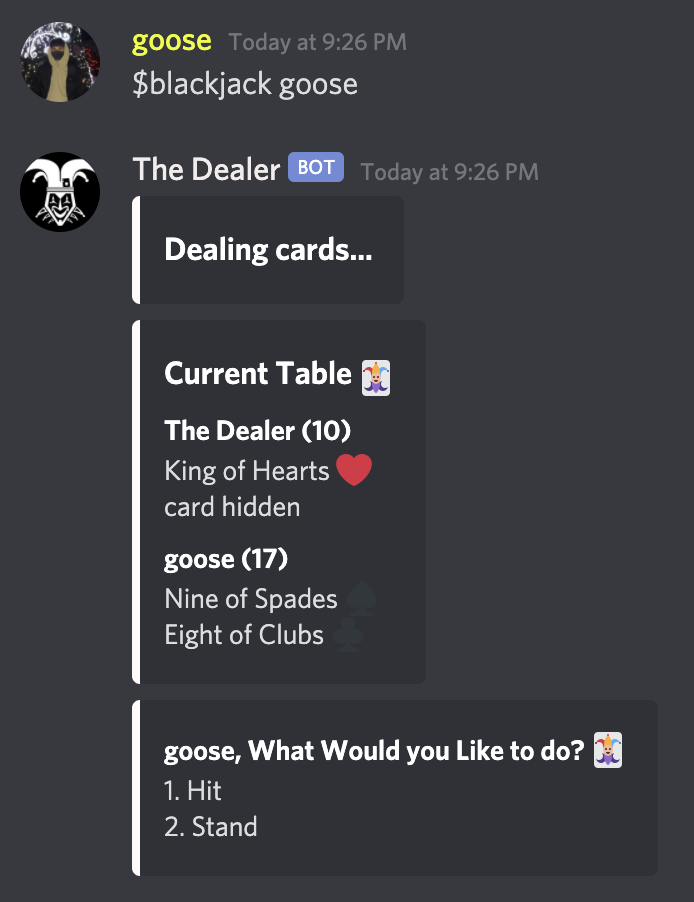 goose Today at 9:26 PM
$blackjack goose
The Dealer BOT Today at 9:26 PM
Dealing cards...
Current Table
The Dealer (10)
King of Hearts
card hidden
goose (17)
Nine of Spades
Eight of Clubs
goose, What Would you Like to do?
1. Hit
2. Stand